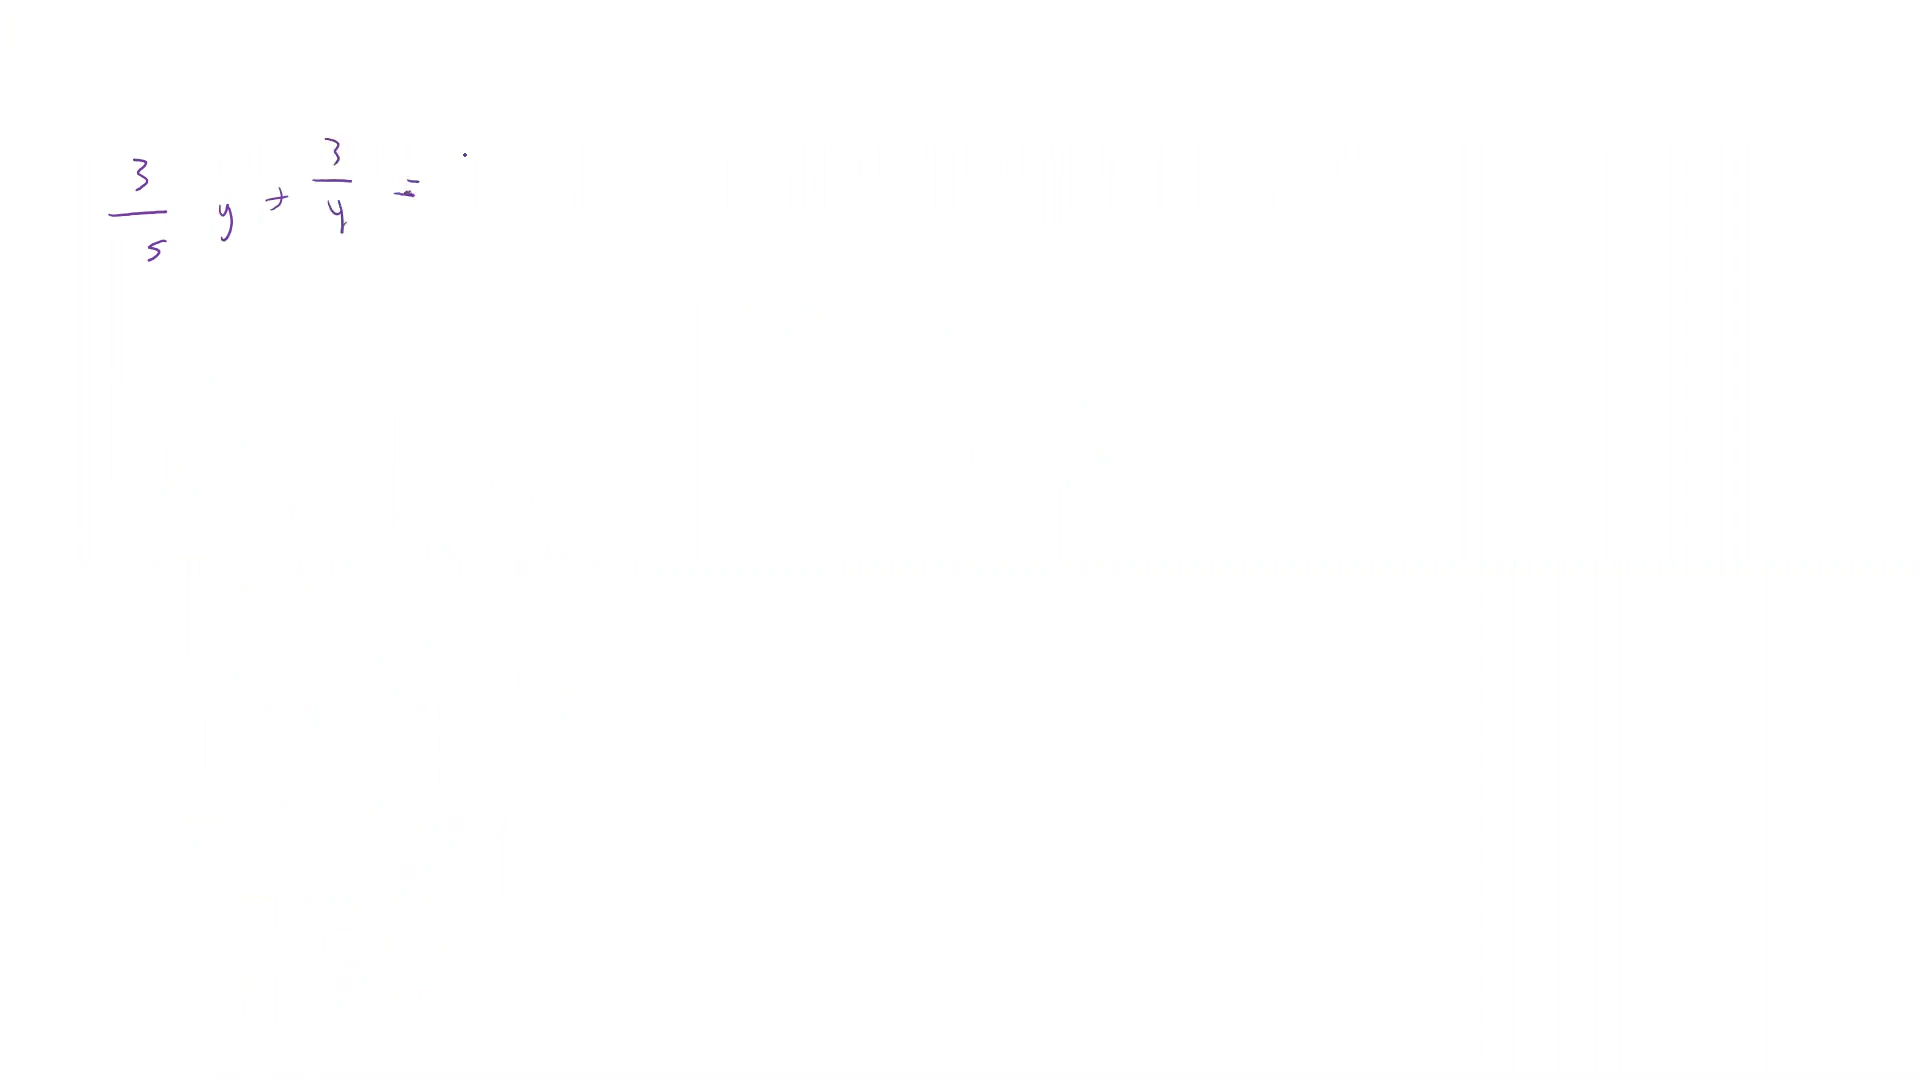 3/5 y + 3/4 =